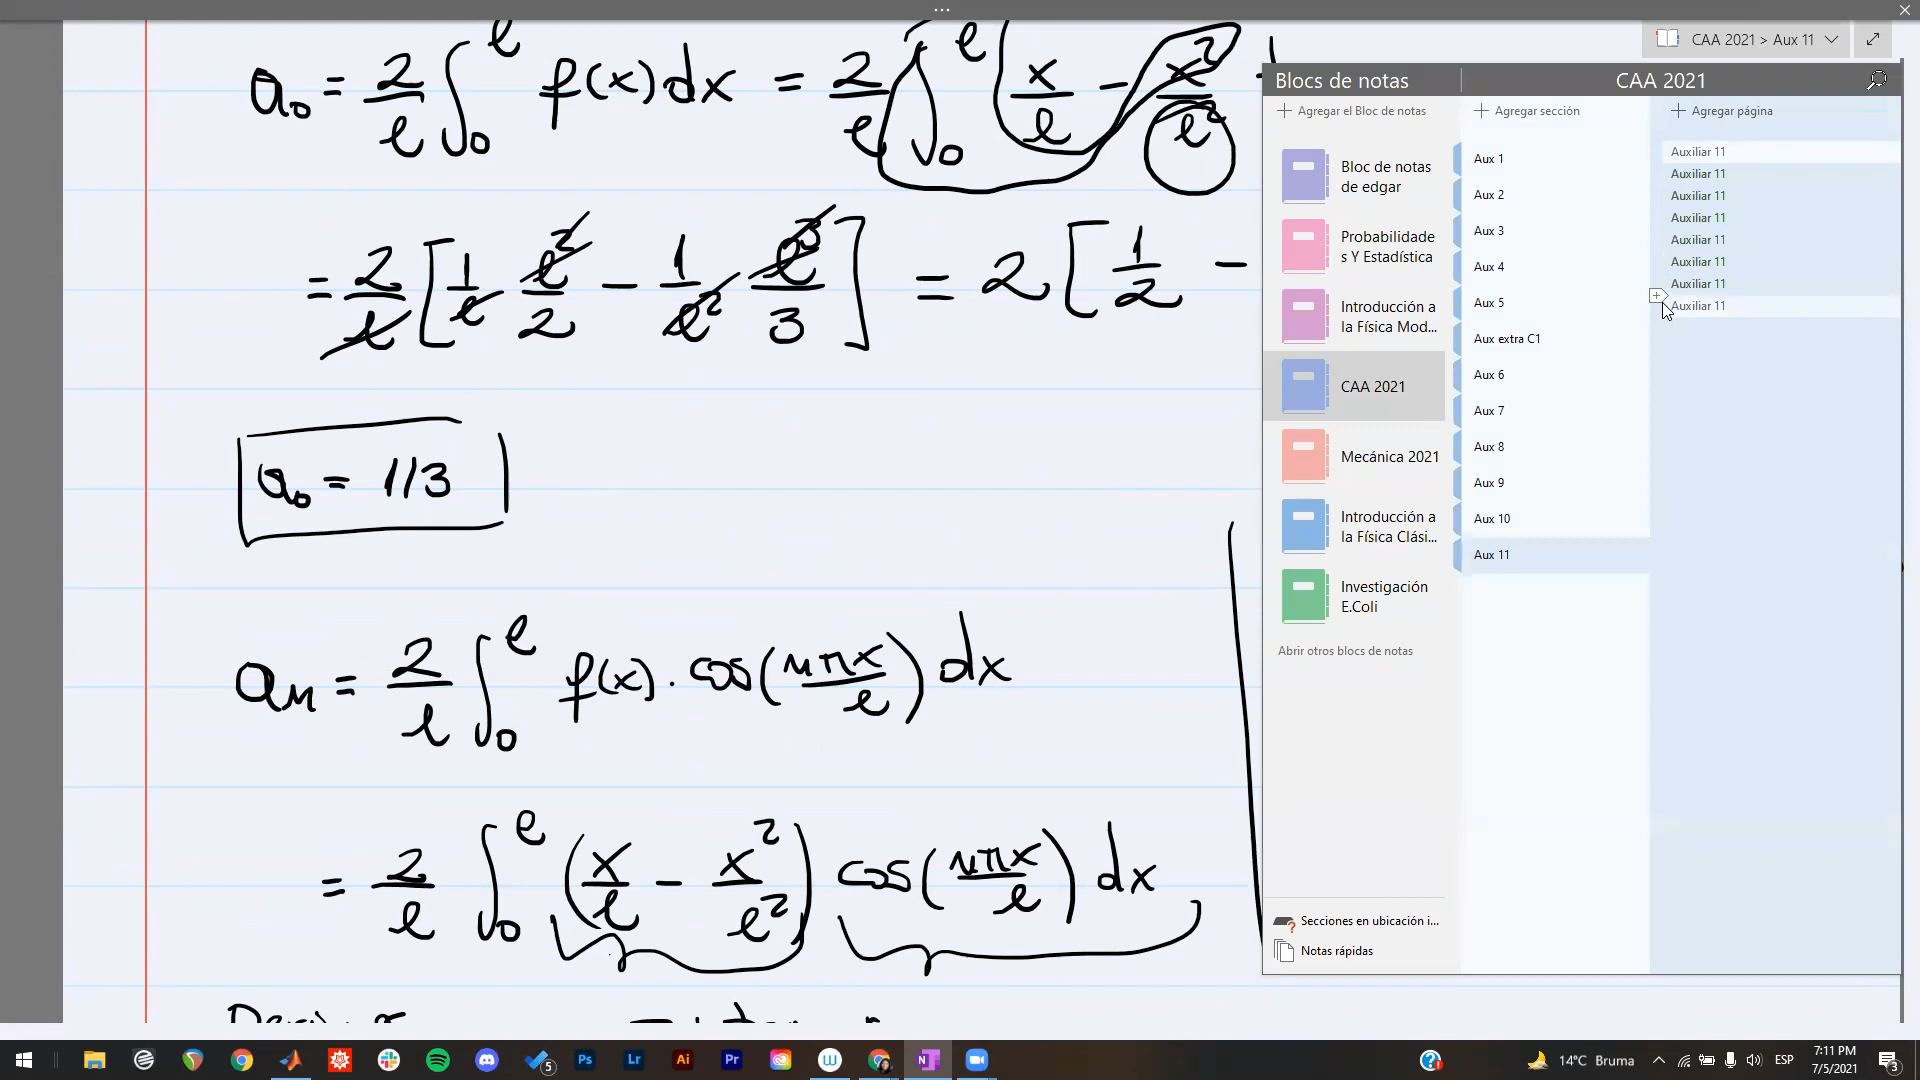 ...
CAA 2021 > Aux 11
a₀ = 2/ℓ ∫₀^ℓ f(x)dx = 2/ℓ ∫₀^ℓ x/ℓ - x²/ℓ²
= 2/ℓ [1/ℓ ℓ²/2 - 1/ℓ² ℓ³/3] = 2[1/2 -
a₀ = 1/3
aₙ = 2/ℓ ∫₀^ℓ f(x) · cos(nπx/ℓ) dx
= 2/ℓ ∫₀^ℓ (x/ℓ - x²/ℓ²) cos(nπx/ℓ) dx
Blocs de notas
CAA 2021
+ Agregar el Bloc de notas
+ Agregar sección
+ Agregar página
Bloc de notas
de edgar
Probabilidade
s Y Estadística
Introducción a
la Física Mod...
CAA 2021
Mecánica 2021
Introducción a
la Física Clási...
Investigación
E.Coli
Abrir otros blocs de notas
Secciones en ubicación i...
Notas rápidas
Aux 1
Aux 2
Aux 3
Aux 4
Aux 5
Aux extra C1
Aux 6
Aux 7
Aux 8
Aux 9
Aux 10
Aux 11
Auxiliar 11
Auxiliar 11
Auxiliar 11
Auxiliar 11
Auxiliar 11
Auxiliar 11
Auxiliar 11
Auxiliar 11
5
Ps
Lr
Ai
Pr
W
N
?
14°C Bruma
ESP
7:11 PM
7/5/2021
3